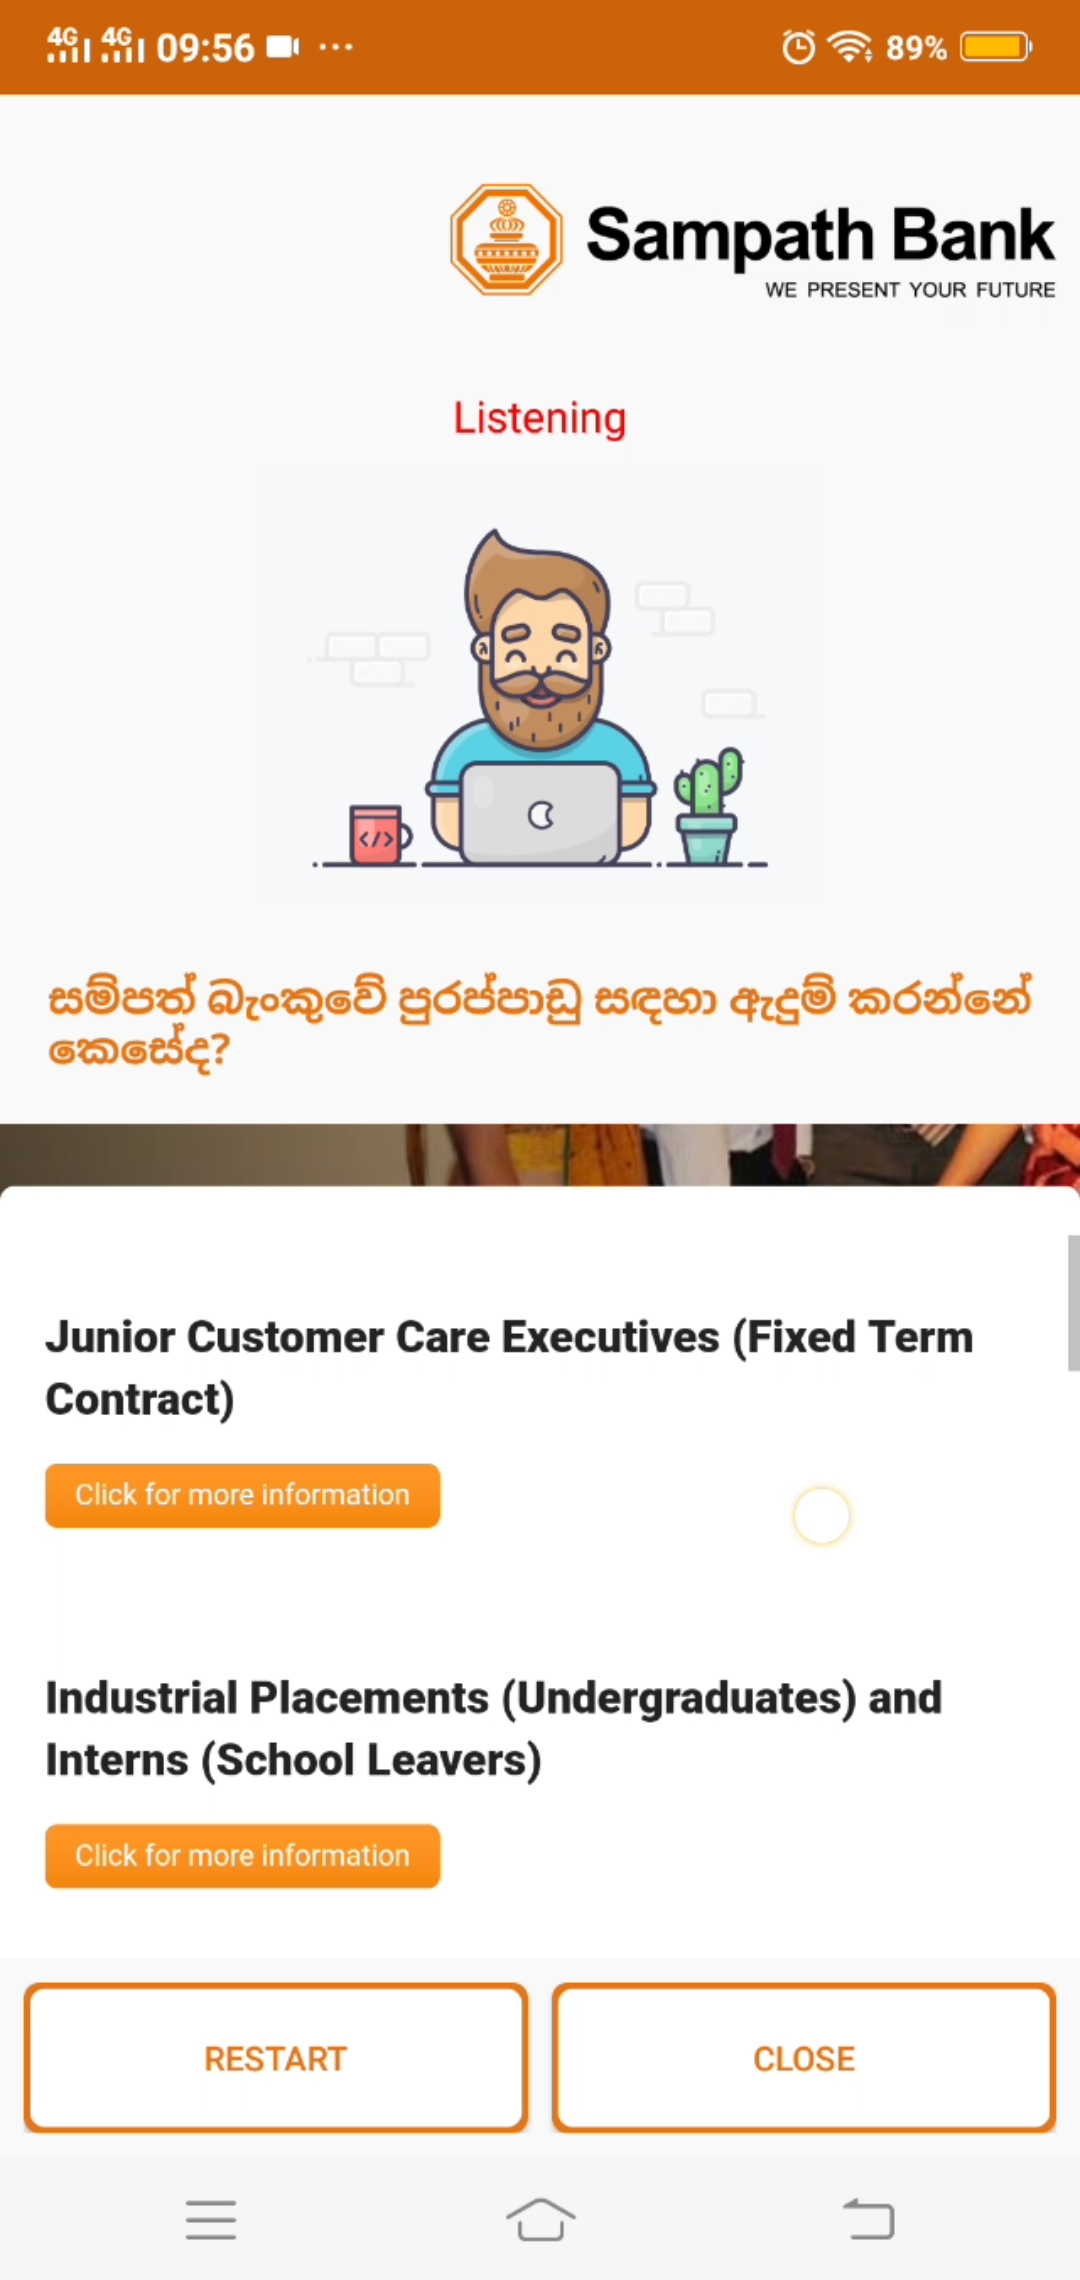 4G 4G 09:56 ... 89%
Sampath Bank
WE PRESENT YOUR FUTURE
Listening
</>
සම්පත් බැංකුවේ පුරප්පාඩු සඳහා ඇදුම් කරන්නේ
කෙසේද?
Junior Customer Care Executives (Fixed Term
Contract)
Click for more information
Industrial Placements (Undergraduates) and
Interns (School Leavers)
Click for more information
RESTART CLOSE